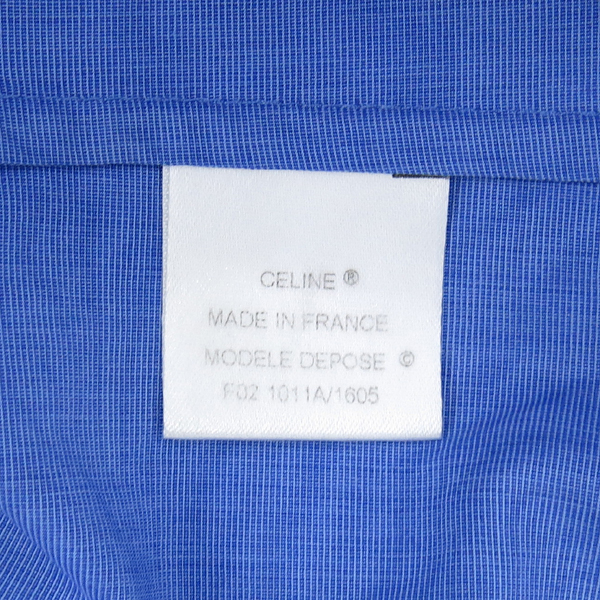 CELINE ®
MADE IN FRANCE
MODELE DEPOSE ©
F02 1011A/1605